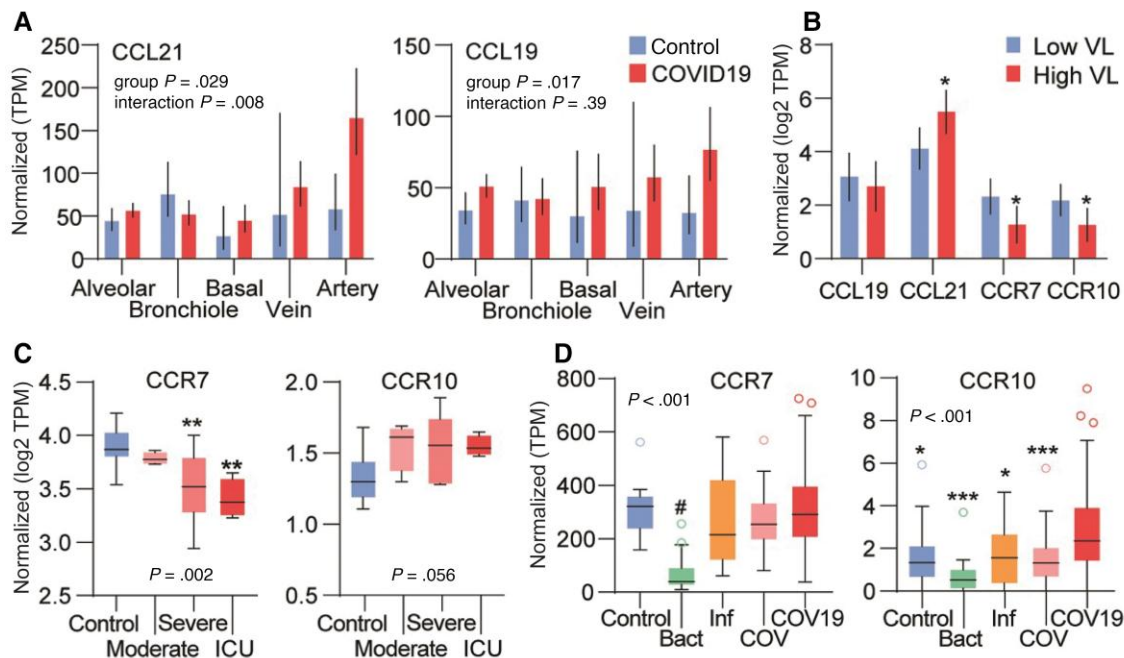 A
CCL21
group P = .029
interaction P = .008
Normalized (TPM)
250
200
150
100
50
0
Alveolar
Bronchiole
Basal
Vein
Artery
CCL19
group P = .017
interaction P = .39
150
100
50
0
Alveolar
Bronchiole
Basal
Vein
Artery
Control
COVID19
B
Low VL
High VL
Normalized (log2 TPM)
8
6
4
2
0
*
*
*
CCL19
CCL21
CCR7
CCR10
C
CCR7
Normalized (log2 TPM)
4.5
4.0
3.5
3.0
2.5
**
**
P = .002
Control
Moderate
Severe
ICU
CCR10
2.0
1.5
1.0
0.5
P = .056
Control
Moderate
Severe
ICU
D
CCR7
P < .001
Normalized (TPM)
800
600
400
200
0
#
Control
Bact
Inf
COV
COV19
CCR10
P < .001
10
8
6
4
2
0
*
***
*
***
Control
Bact
Inf
COV
COV19